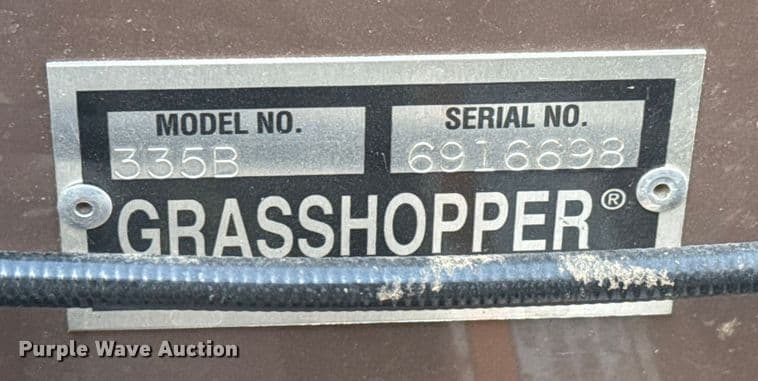 MODEL NO. SERIAL NO.
335B 6916698
GRASSHOPPER®
Purple Wave Auction